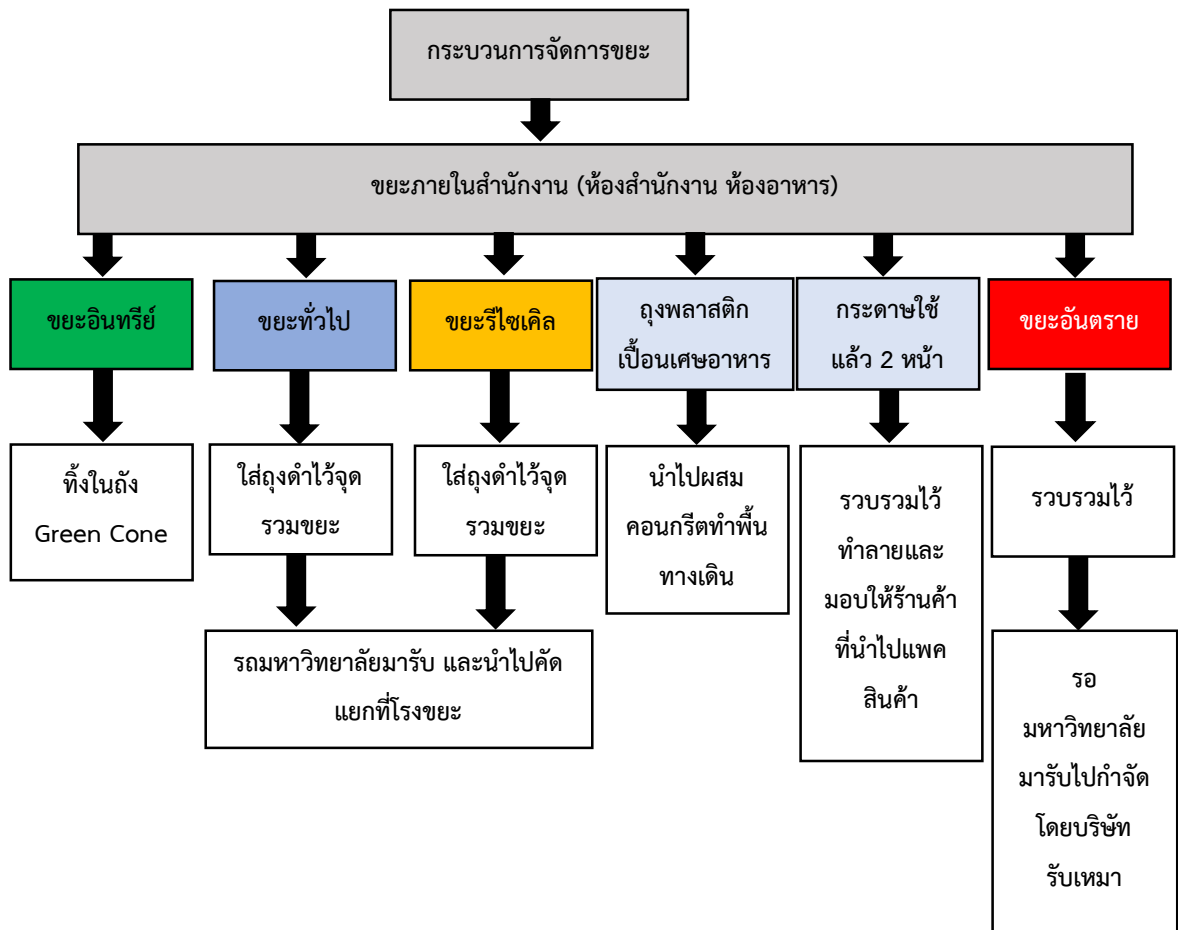 กระบวนการจัดการขยะ
ขยะภายในสำนักงาน (ห้องสำนักงาน ห้องอาหาร)
ขยะอินทรีย์
ขยะทั่วไป
ขยะรีไซเคิล
ถุงพลาสติก
เปื้อนเศษอาหาร
กระดาษใช้
แล้ว 2 หน้า
ขยะอันตราย
ทิ้งในถัง
Green Cone
ใส่ถุงดำไว้จุด
รวมขยะ
ใส่ถุงดำไว้จุด
รวมขยะ
นำไปผสม
คอนกรีตทำพื้น
ทางเดิน
รวบรวมไว้
ทำลายและ
มอบให้ร้านค้า
ที่นำไปแพค
สินค้า
รวบรวมไว้
รถมหาวิทยาลัยมารับ และนำไปคัด
แยกที่โรงขยะ
รอ
มหาวิทยาลัย
มารับไปกำจัด
โดยบริษัท
รับเหมา